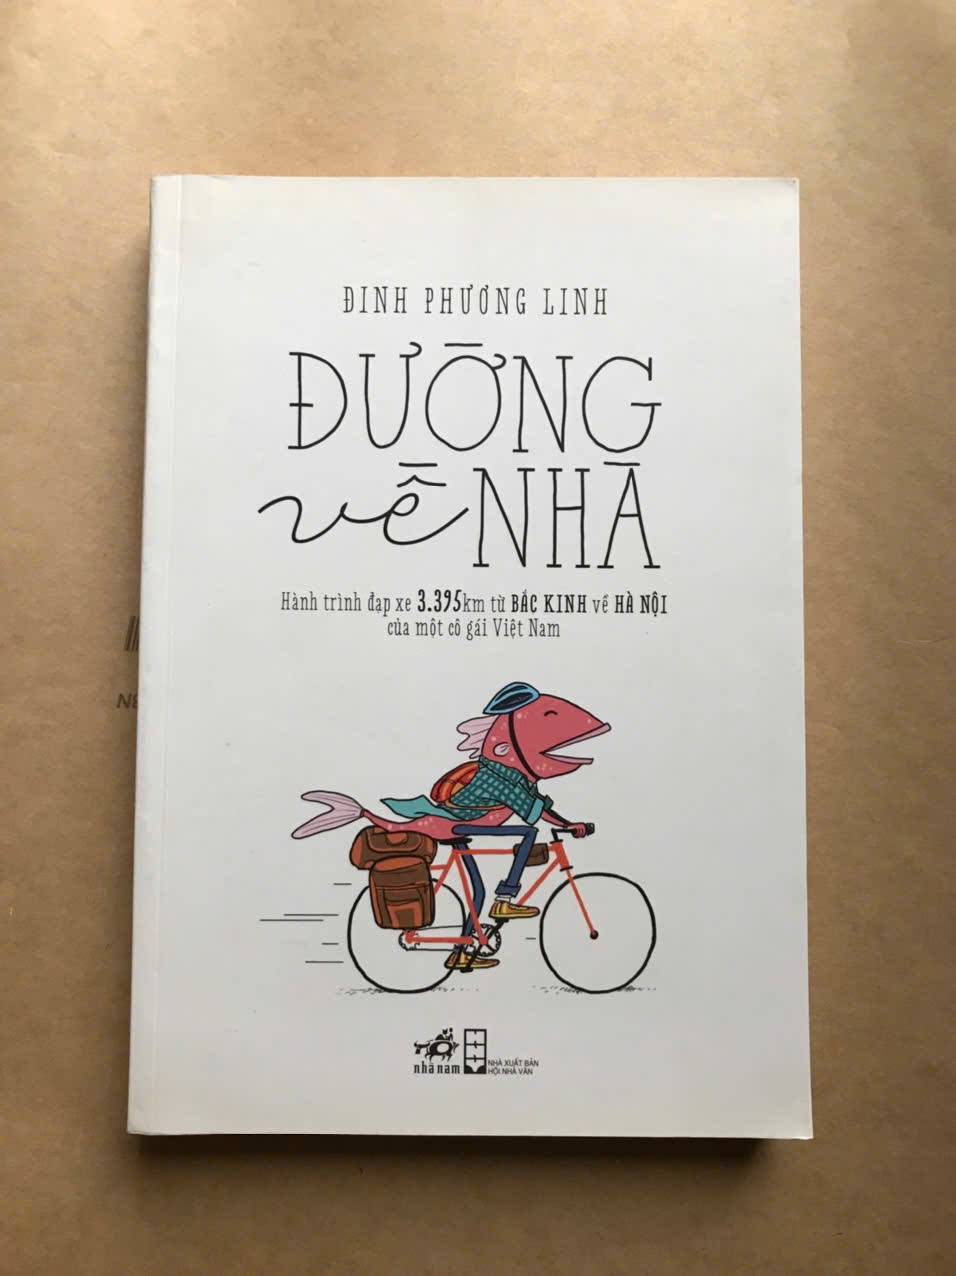 ĐINH PHƯƠNG LINH
ĐƯỜNG
về NHÀ
Hành trình đạp xe 3.395km từ BẮC KINH về HÀ NỘI
của một cô gái Việt Nam
nhã nam
NHÀ XUẤT BẢN
HỘI NHÀ VĂN